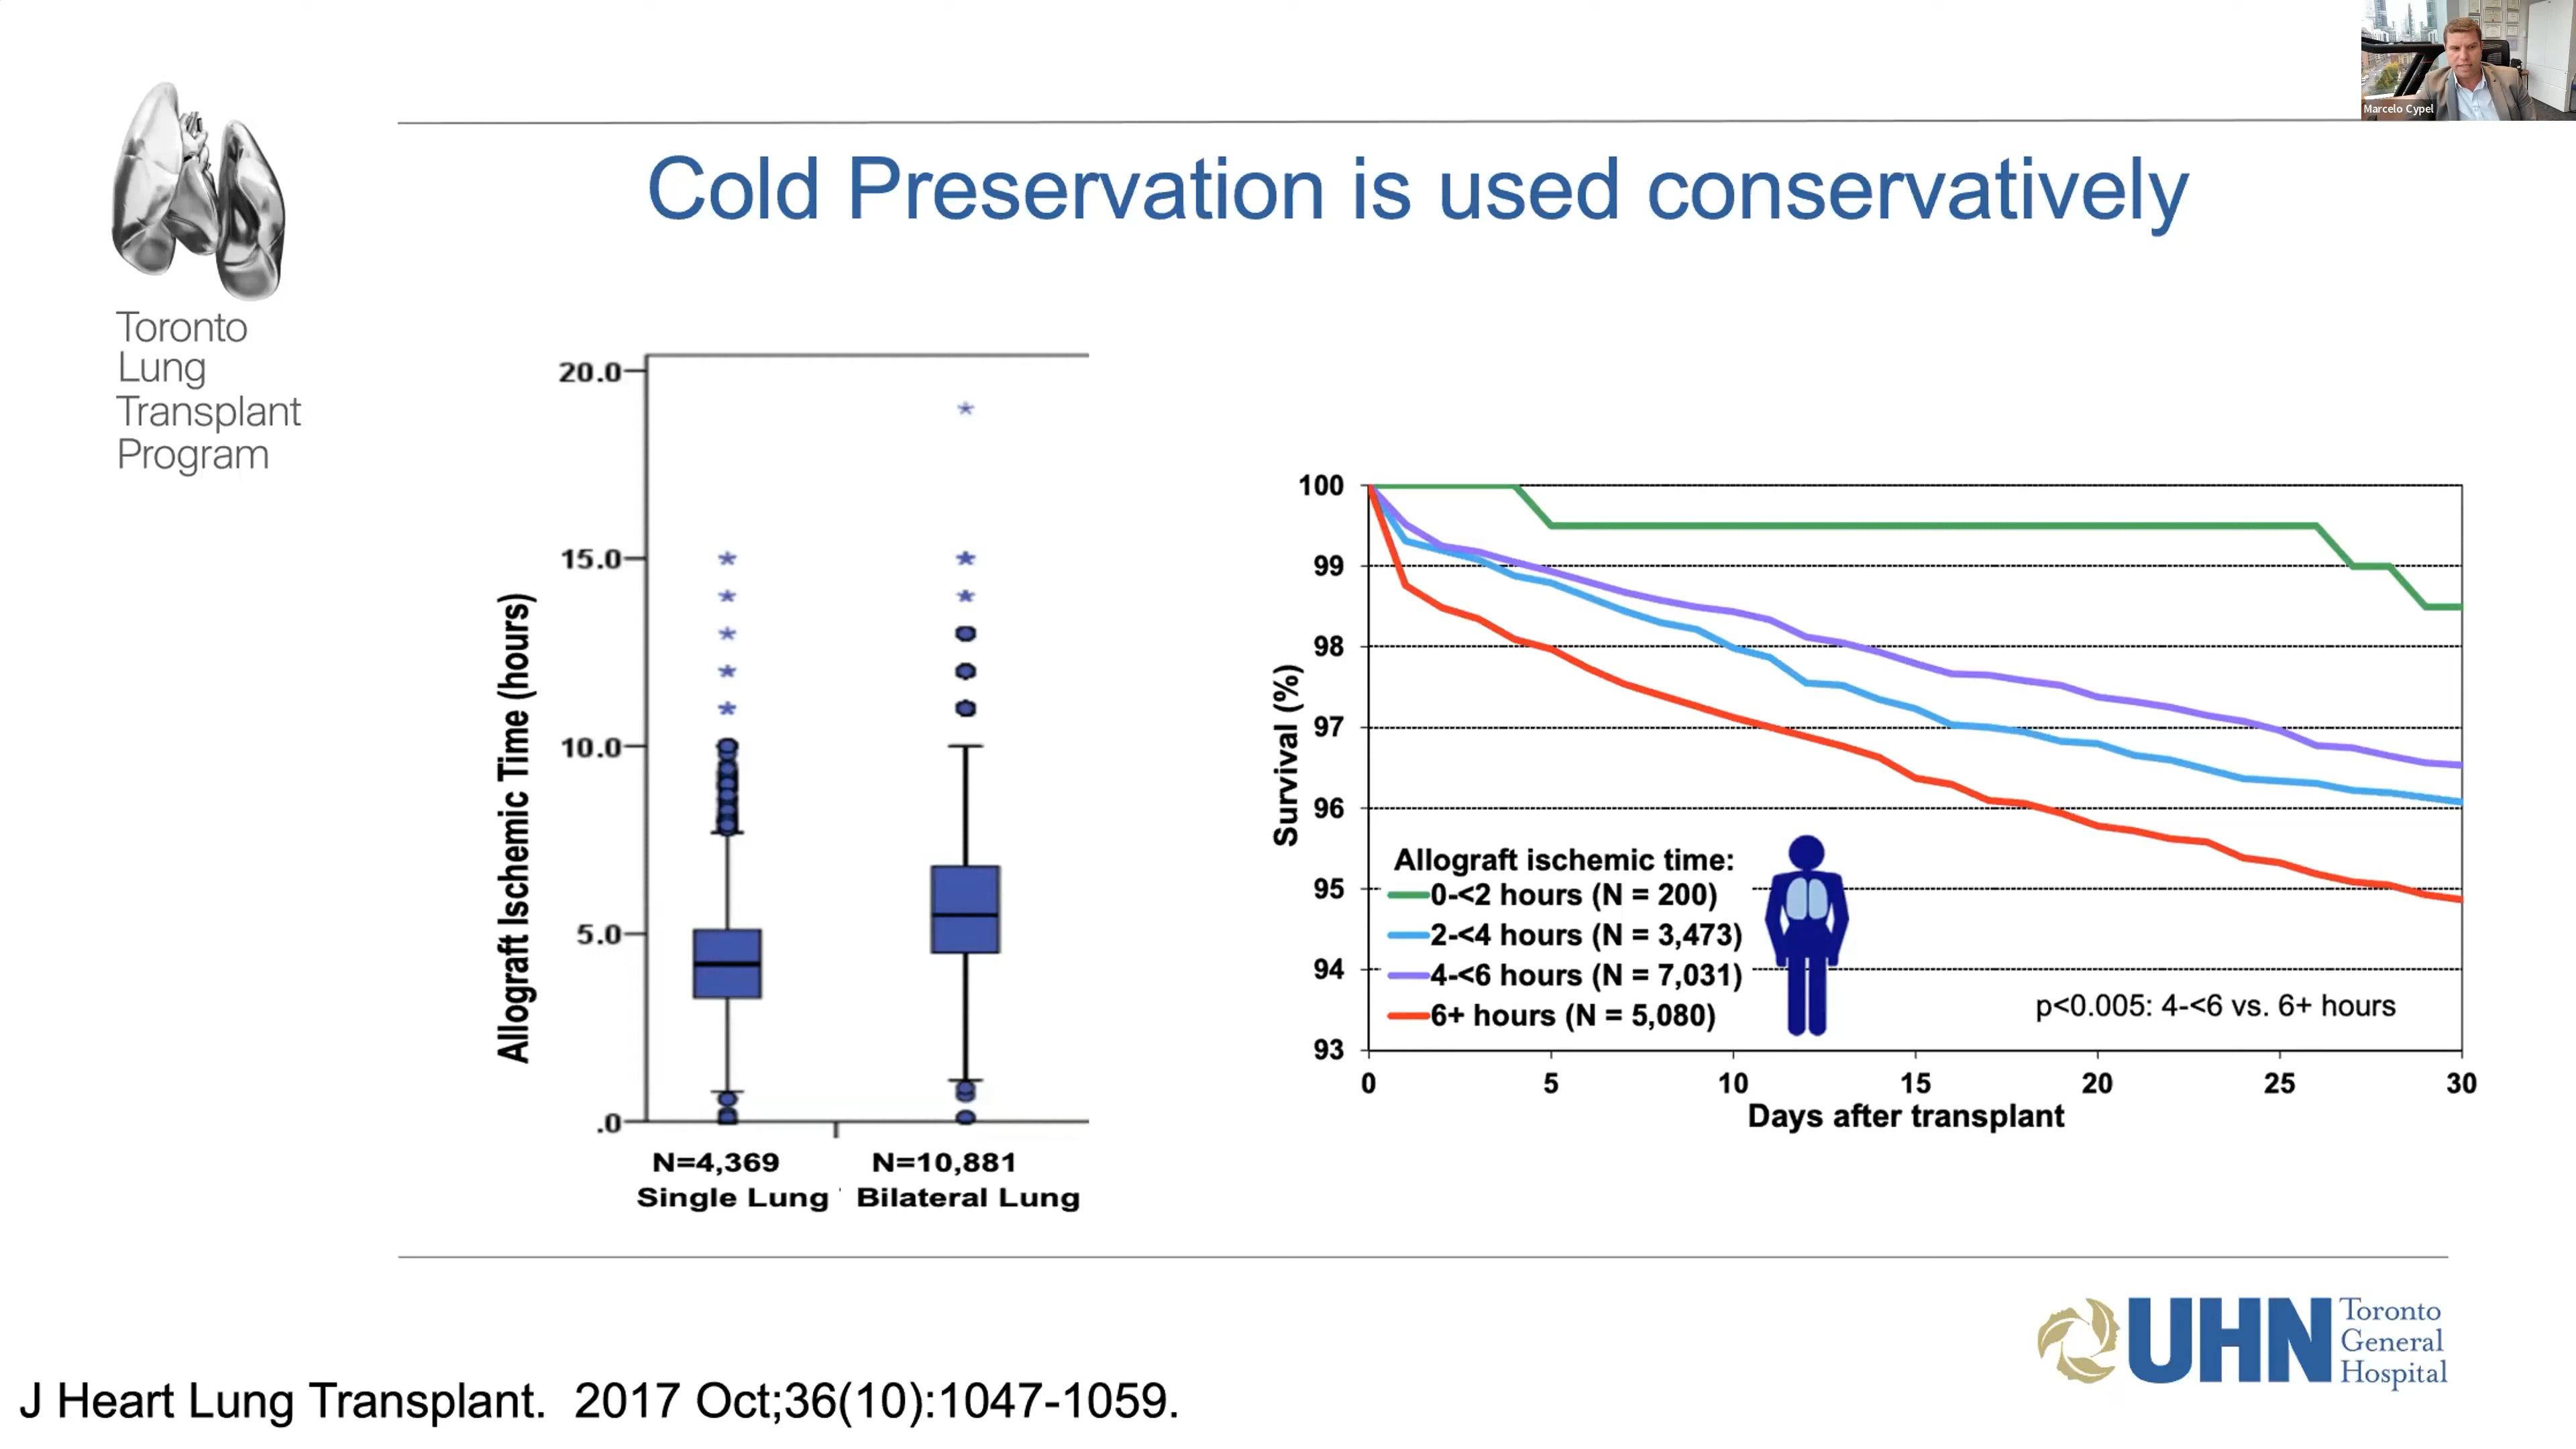 Marcelo Cypel
Cold Preservation is used conservatively
Toronto
Lung
Transplant
Program
Allograft Ischemic Time (hours)
20.0
15.0
10.0
5.0
.0
N=4,369
Single Lung
N=10,881
Bilateral Lung
Survival (%)
100
99
98
97
96
95
94
93
Allograft ischemic time:
0-<2 hours (N = 200)
2-<4 hours (N = 3,473)
4-<6 hours (N = 7,031)
6+ hours (N = 5,080)
p<0.005: 4-<6 vs. 6+ hours
0 5 10 15 20 25 30
Days after transplant
UHN
Toronto
General
Hospital
J Heart Lung Transplant. 2017 Oct;36(10):1047-1059.